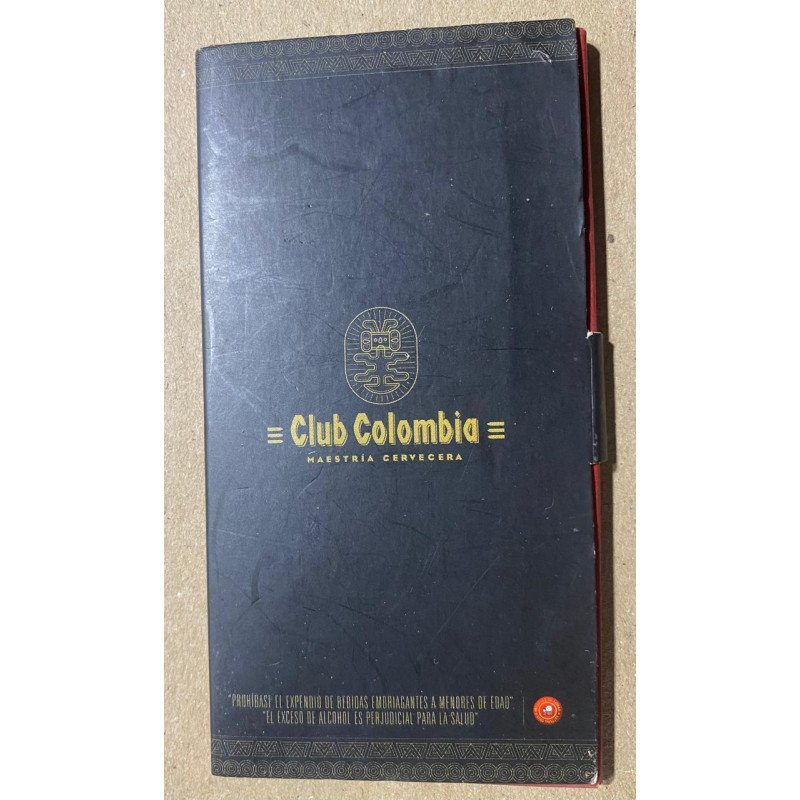 Club Colombia
MAESTRÍA CERVECERA
"PROHÍBASE EL EXPENDIO DE BEBIDAS EMBRIAGANTES A MENORES DE EDAD".
"EL EXCESO DE ALCOHOL ES PERJUDICIAL PARA LA SALUD"